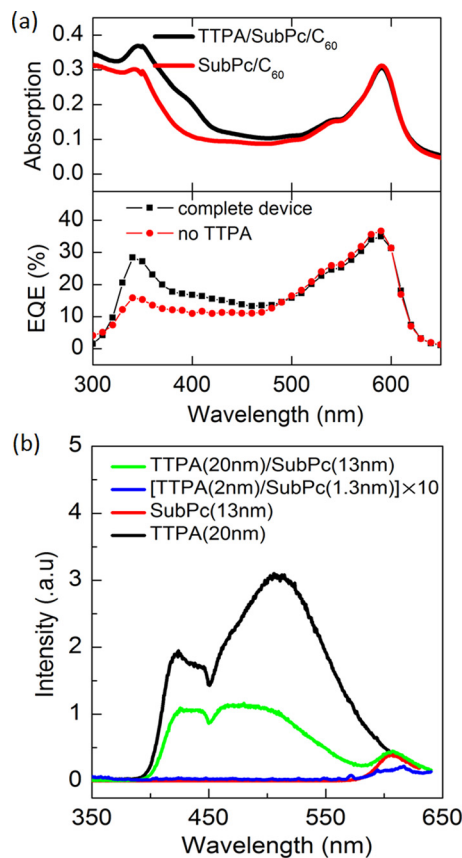 (a)
TTPA/SubPc/C60
SubPc/C60
Absorption
0.4
0.3
0.2
0.1
0.0
complete device
no TTPA
EQE (%)
40
30
20
10
0
300 400 500 600
Wavelength (nm)
(b)
TTPA(20nm)/SubPc(13nm)
[TTPA(2nm)/SubPc(1.3nm)]×10
SubPc(13nm)
TTPA(20nm)
Intensity (.a.u)
5
4
3
2
1
0
350 450 550 650
Wavelength (nm)